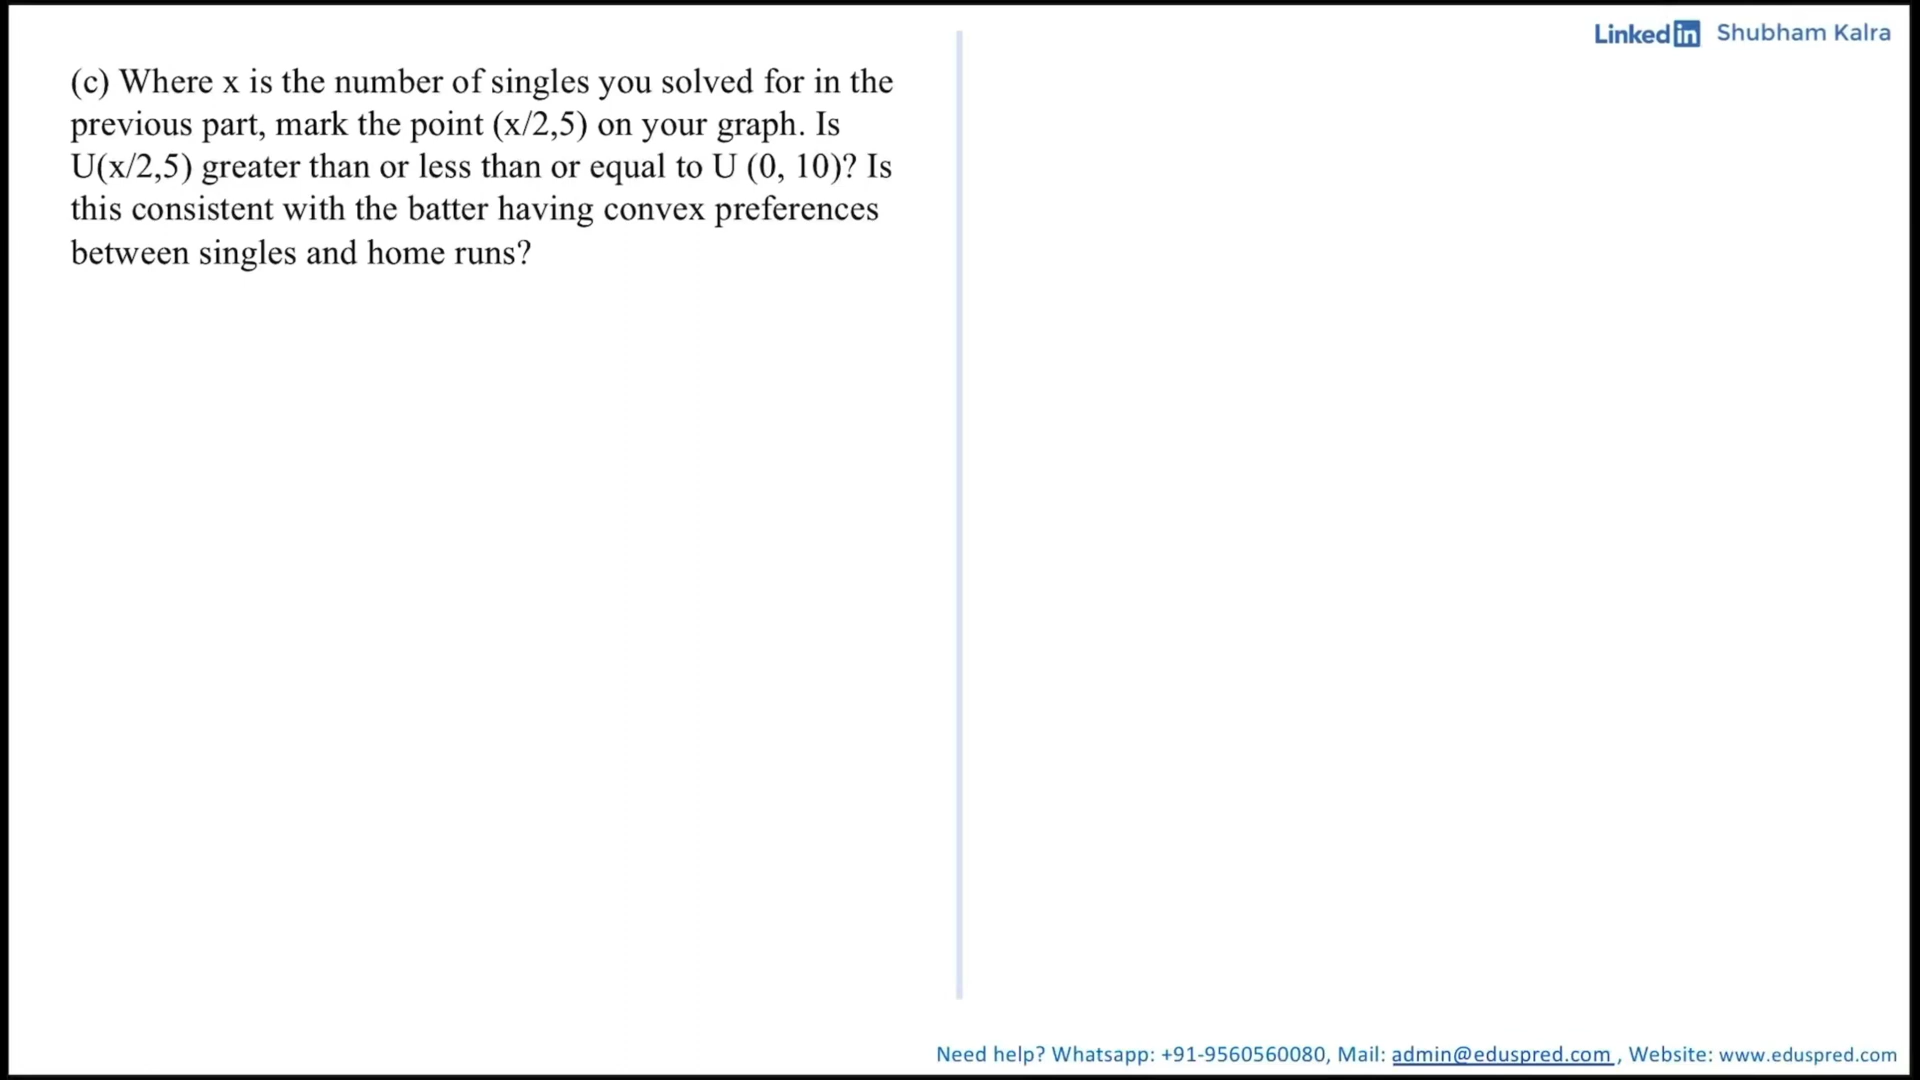 Linked in Shubham Kalra
(c) Where x is the number of singles you solved for in the
previous part, mark the point (x/2,5) on your graph. Is
U(x/2,5) greater than or less than or equal to U (0, 10)? Is
this consistent with the batter having convex preferences
between singles and home runs?
Need help? Whatsapp: +91-9560560080, Mail: admin@eduspred.com , Website: www.eduspred.com